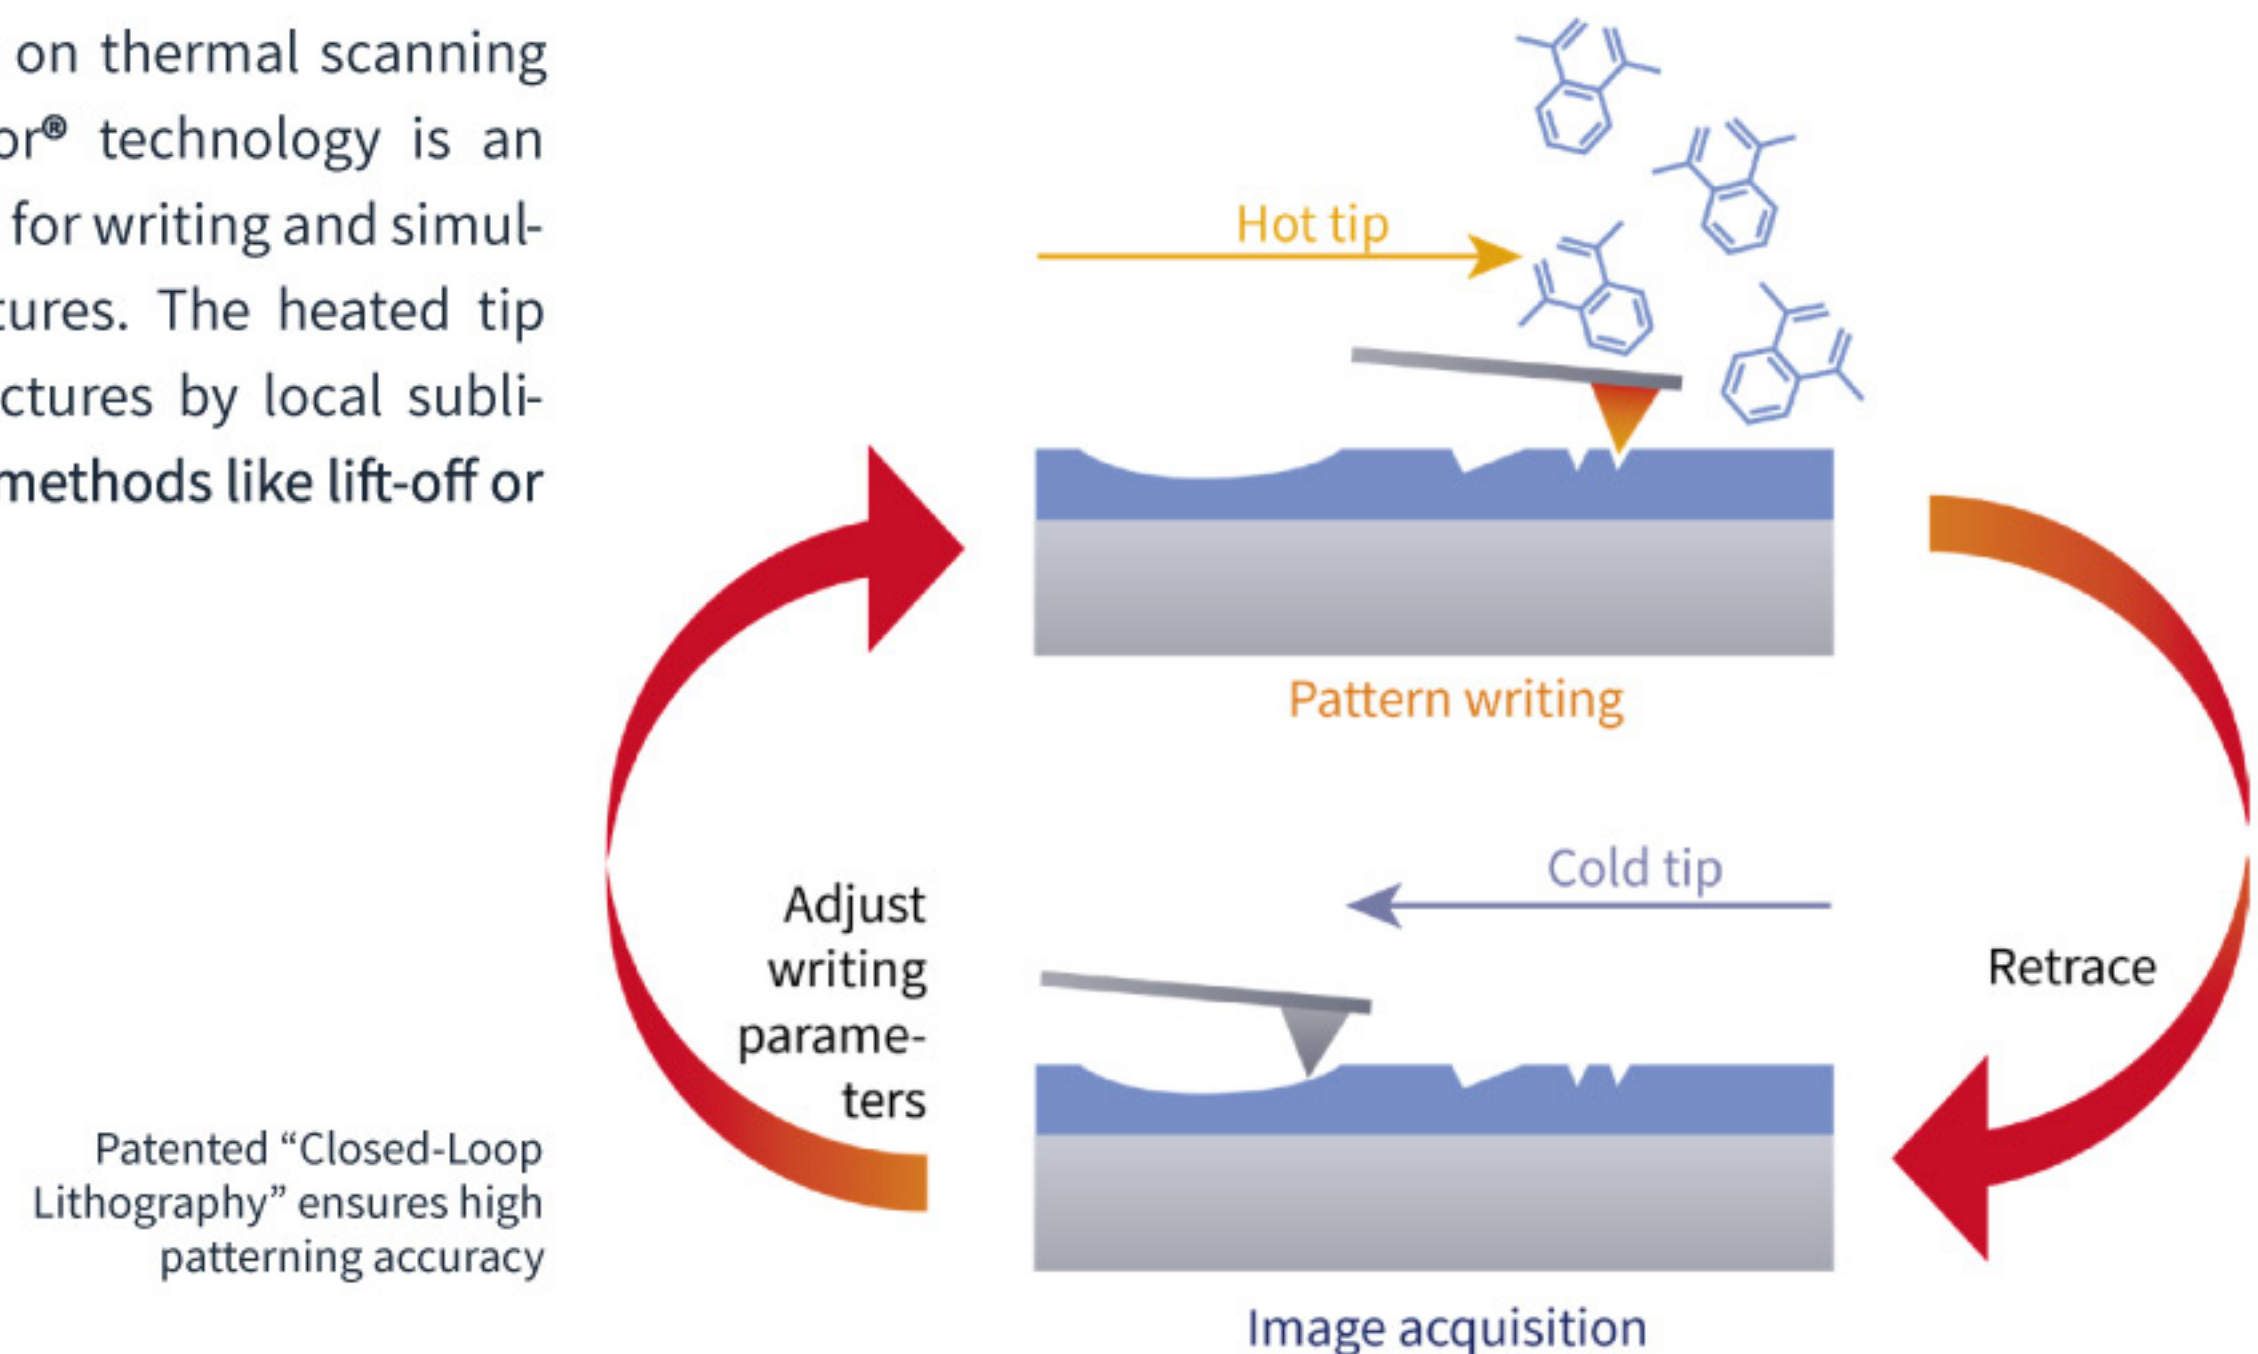 on thermal scanning
or® technology is an
for writing and simul-
tures. The heated tip
ctures by local subli-
methods like lift-off or
Hot tip
Pattern writing
Cold tip
Adjust
writing
parame-
ters
Retrace
Patented “Closed-Loop
Lithography” ensures high
patterning accuracy
Image acquisition